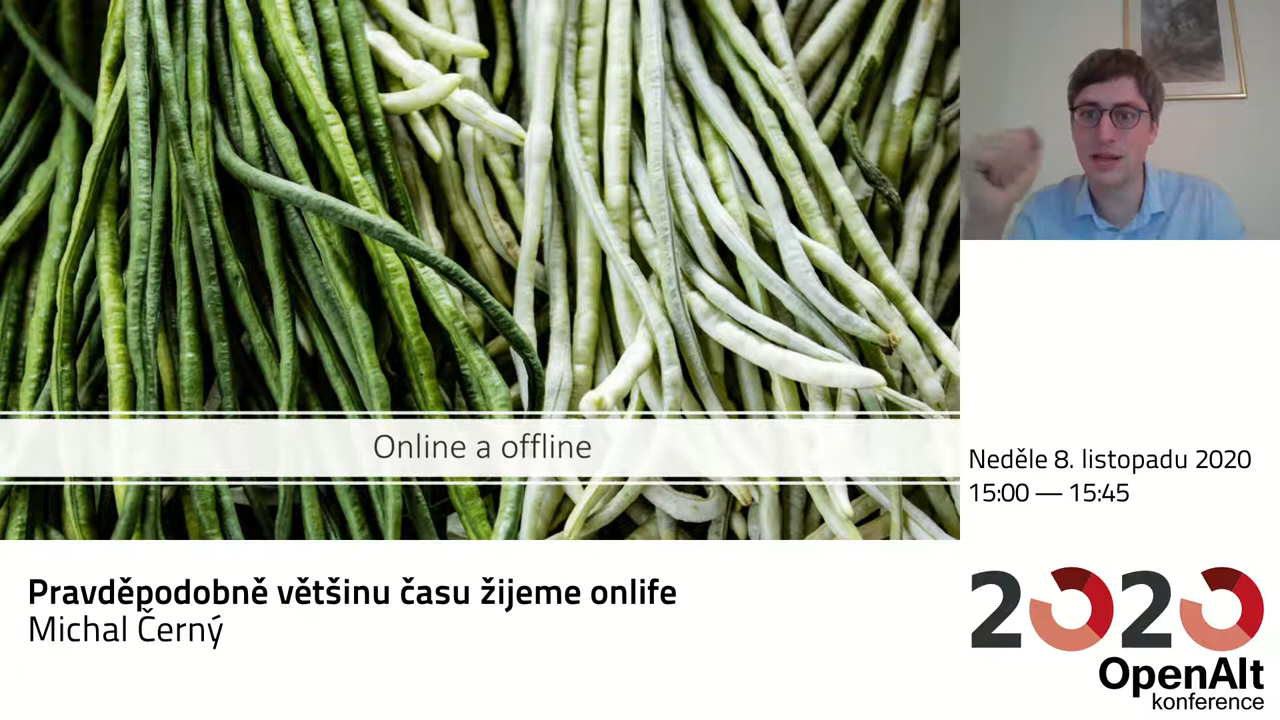 Online a offline
Neděle 8. listopadu 2020
15:00 — 15:45
Pravděpodobně většinu času žijeme onlife
Michal Černý
2020
OpenAlt
konference